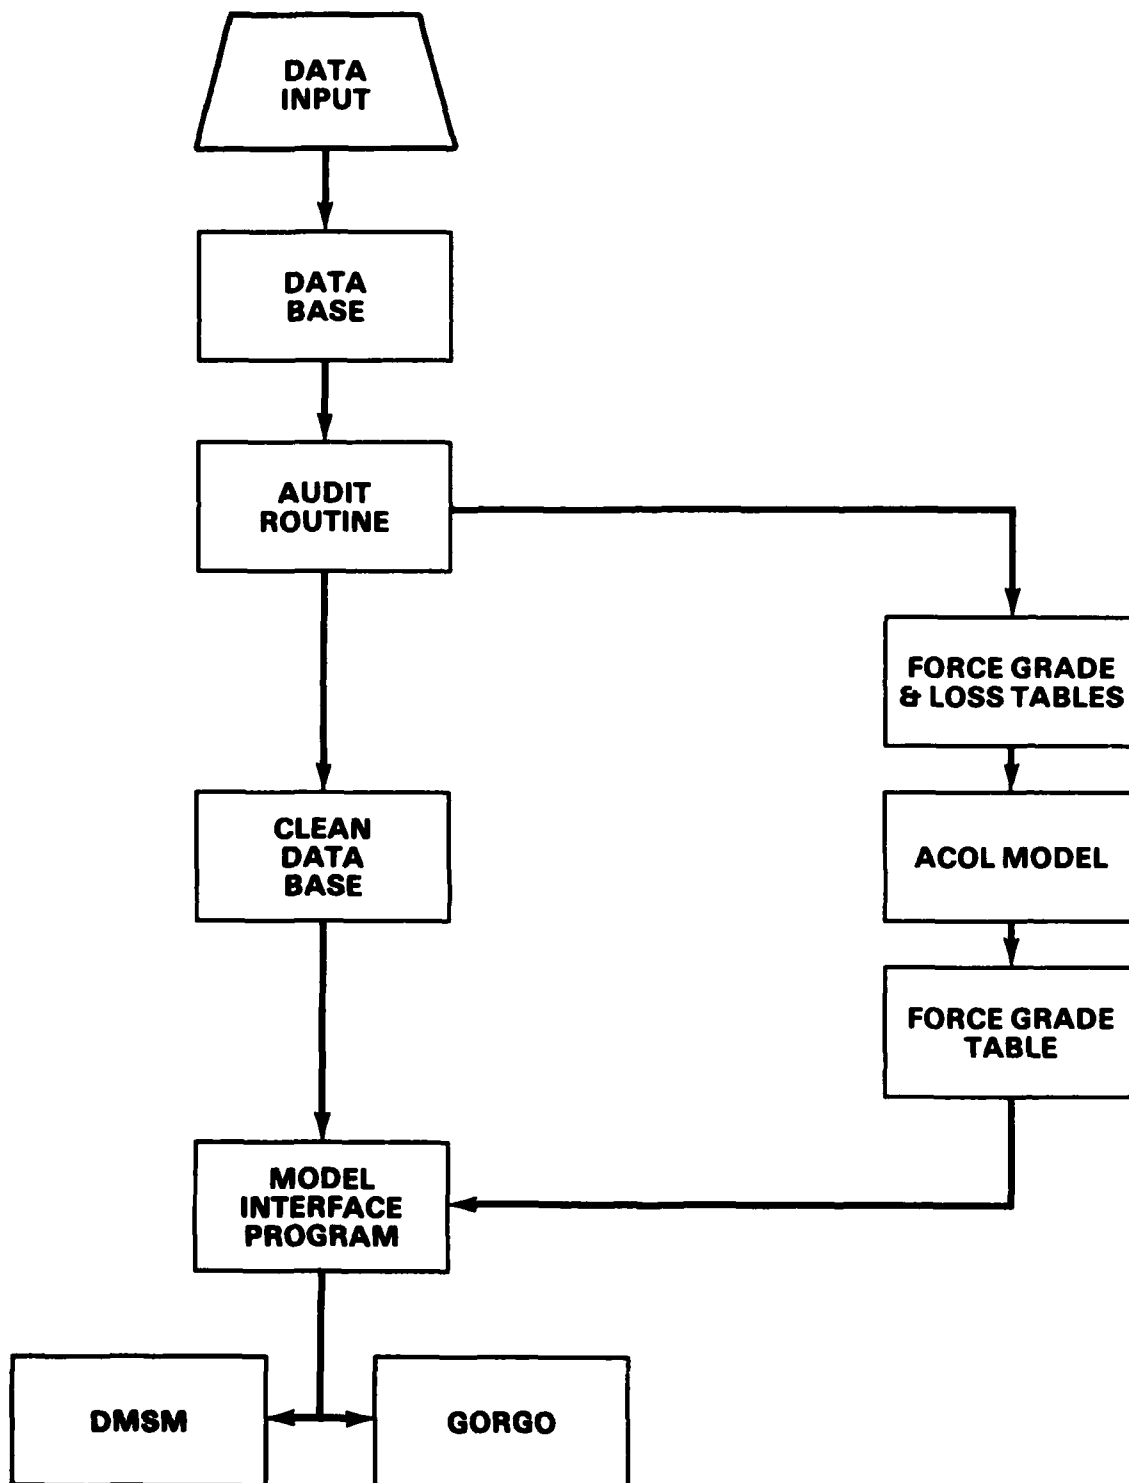 DATA
INPUT
DATA
BASE
AUDIT
ROUTINE
FORCE GRADE
& LOSS TABLES
CLEAN
DATA
BASE
ACOL MODEL
FORCE GRADE
TABLE
MODEL
INTERFACE
PROGRAM
DMSM
GORGO